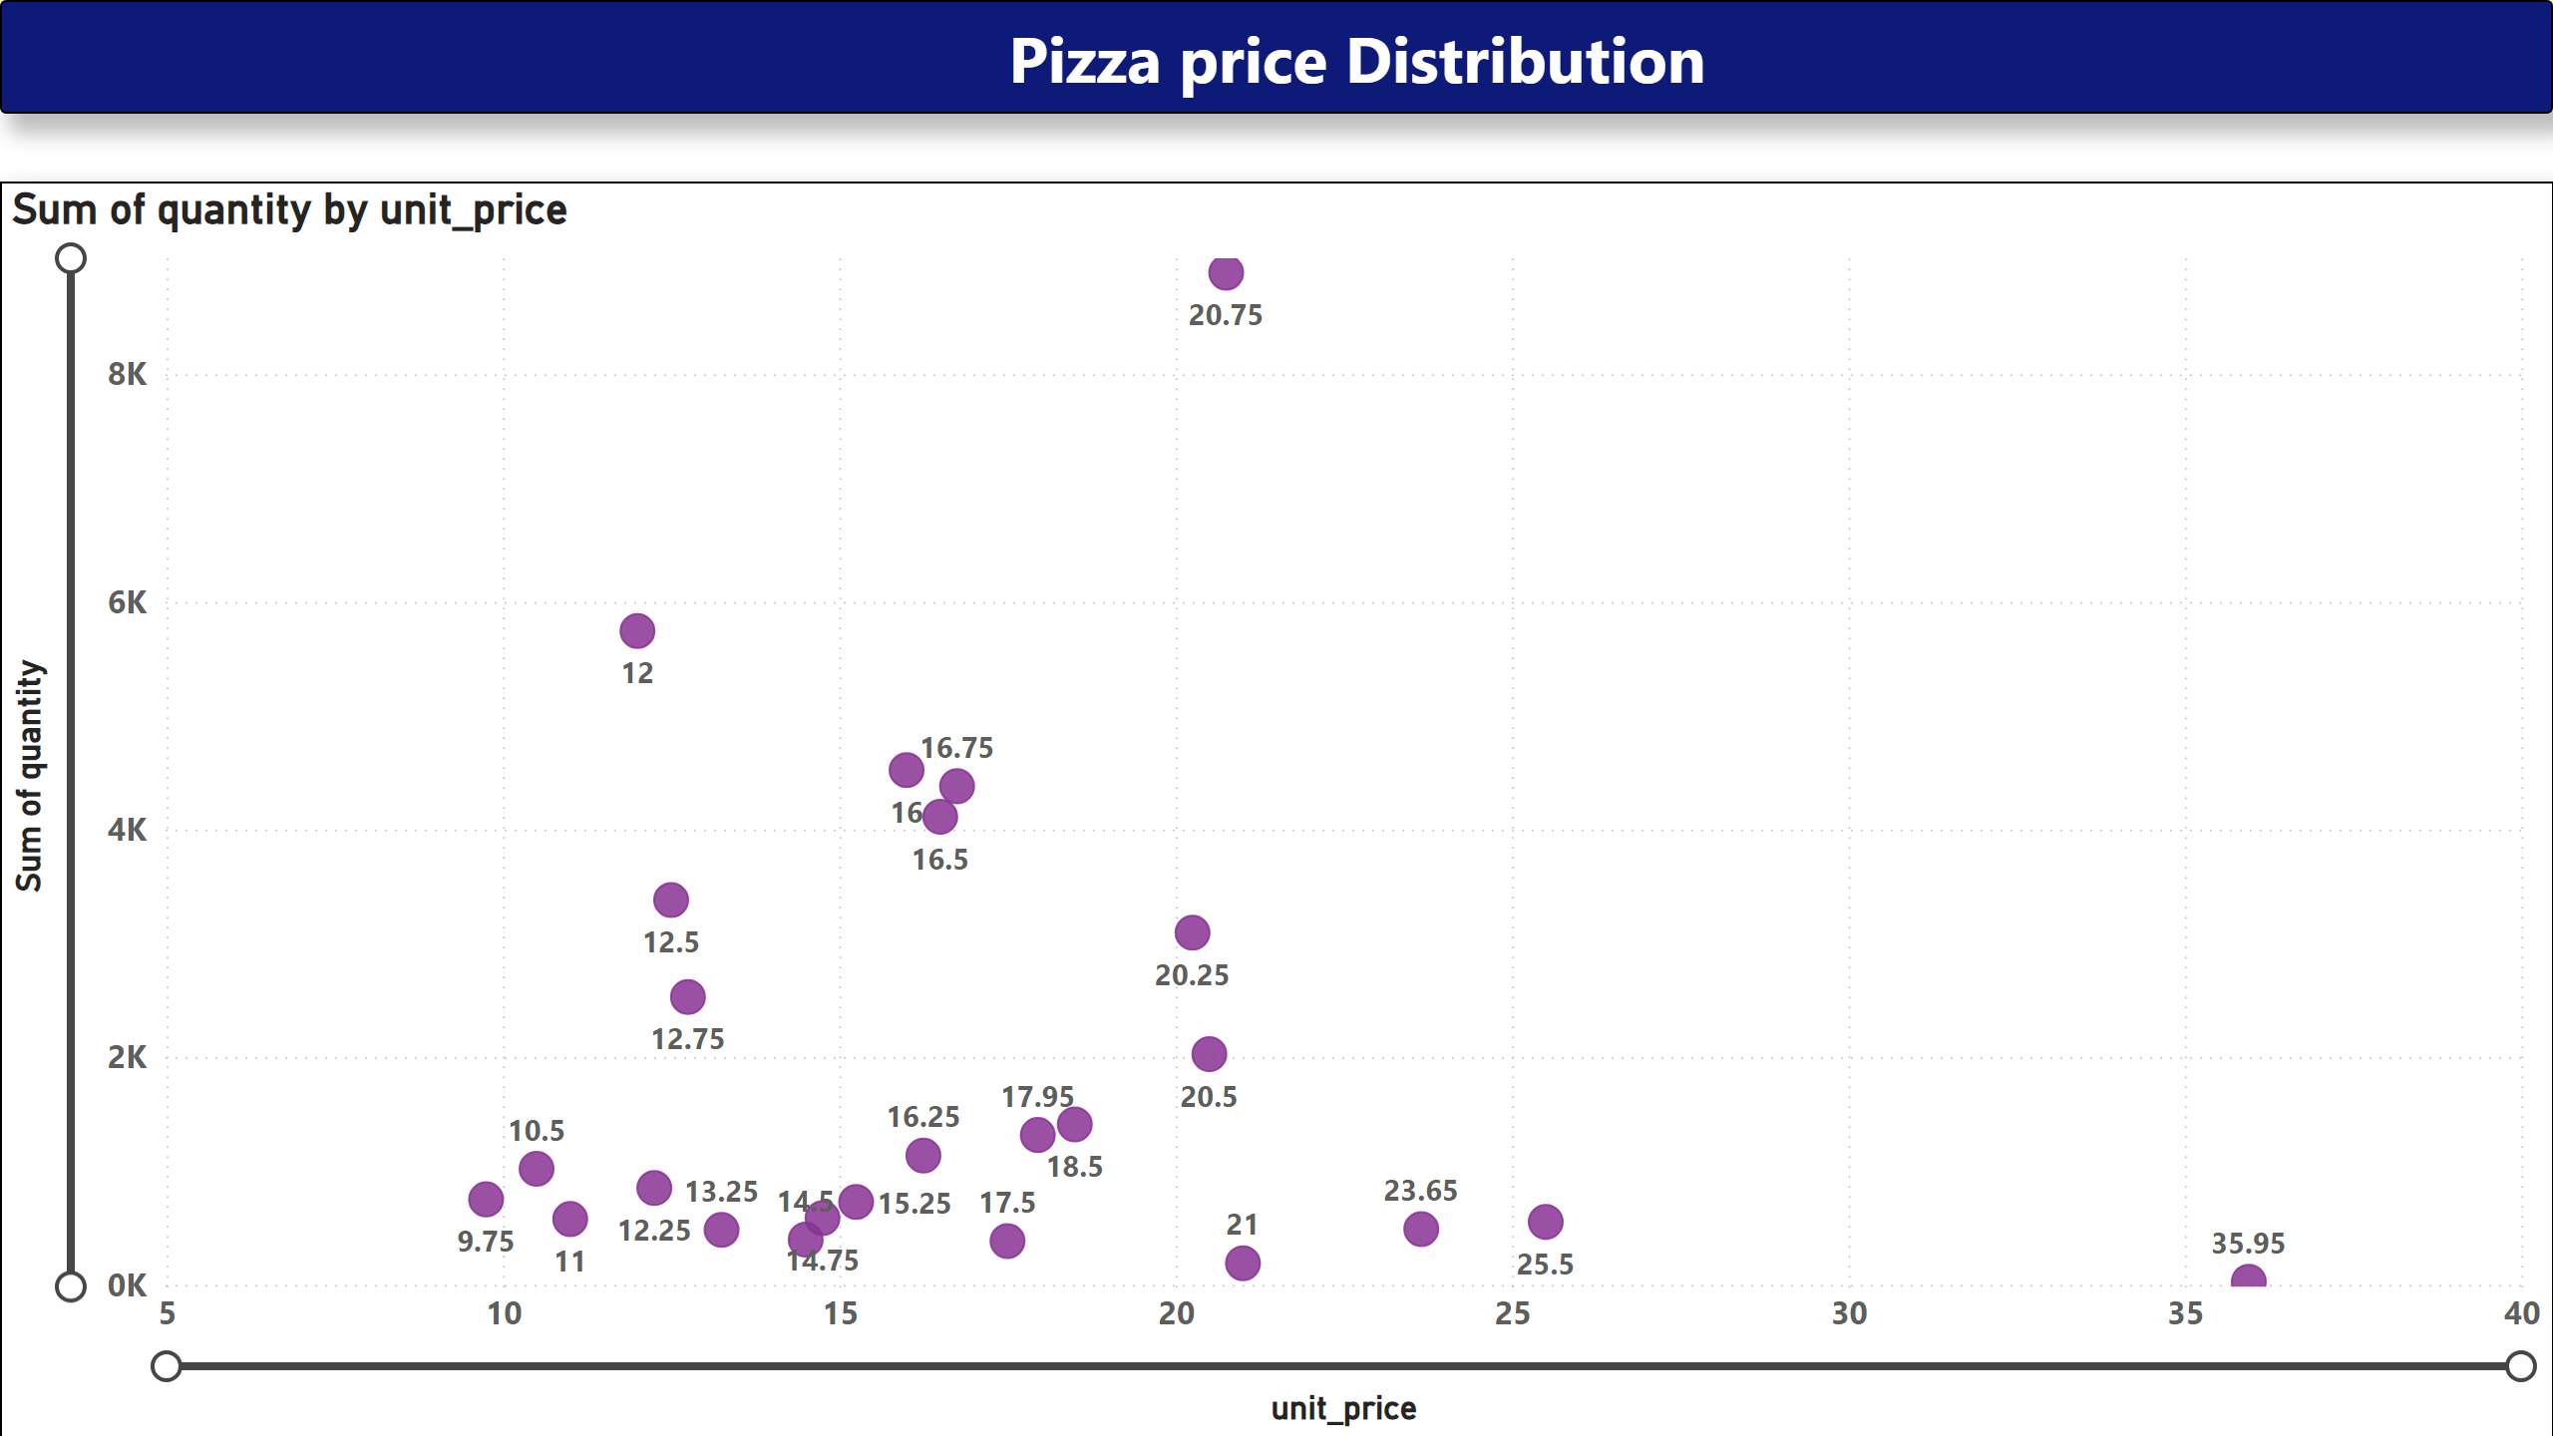 Pizza price Distribution
Sum of quantity by unit_price
20.75
8K
6K
12
16.75
16
4K
16.5
12.5
20.25
12.75
2K
20.5
17.95
16.25
10.5
18.5
13.25
14.5
15.25
17.5
23.65
21
12.25
9.75
11
14.75
25.5
35.95
0K
Sum of quantity
5 10 15 20 25 30 35 40
unit_price